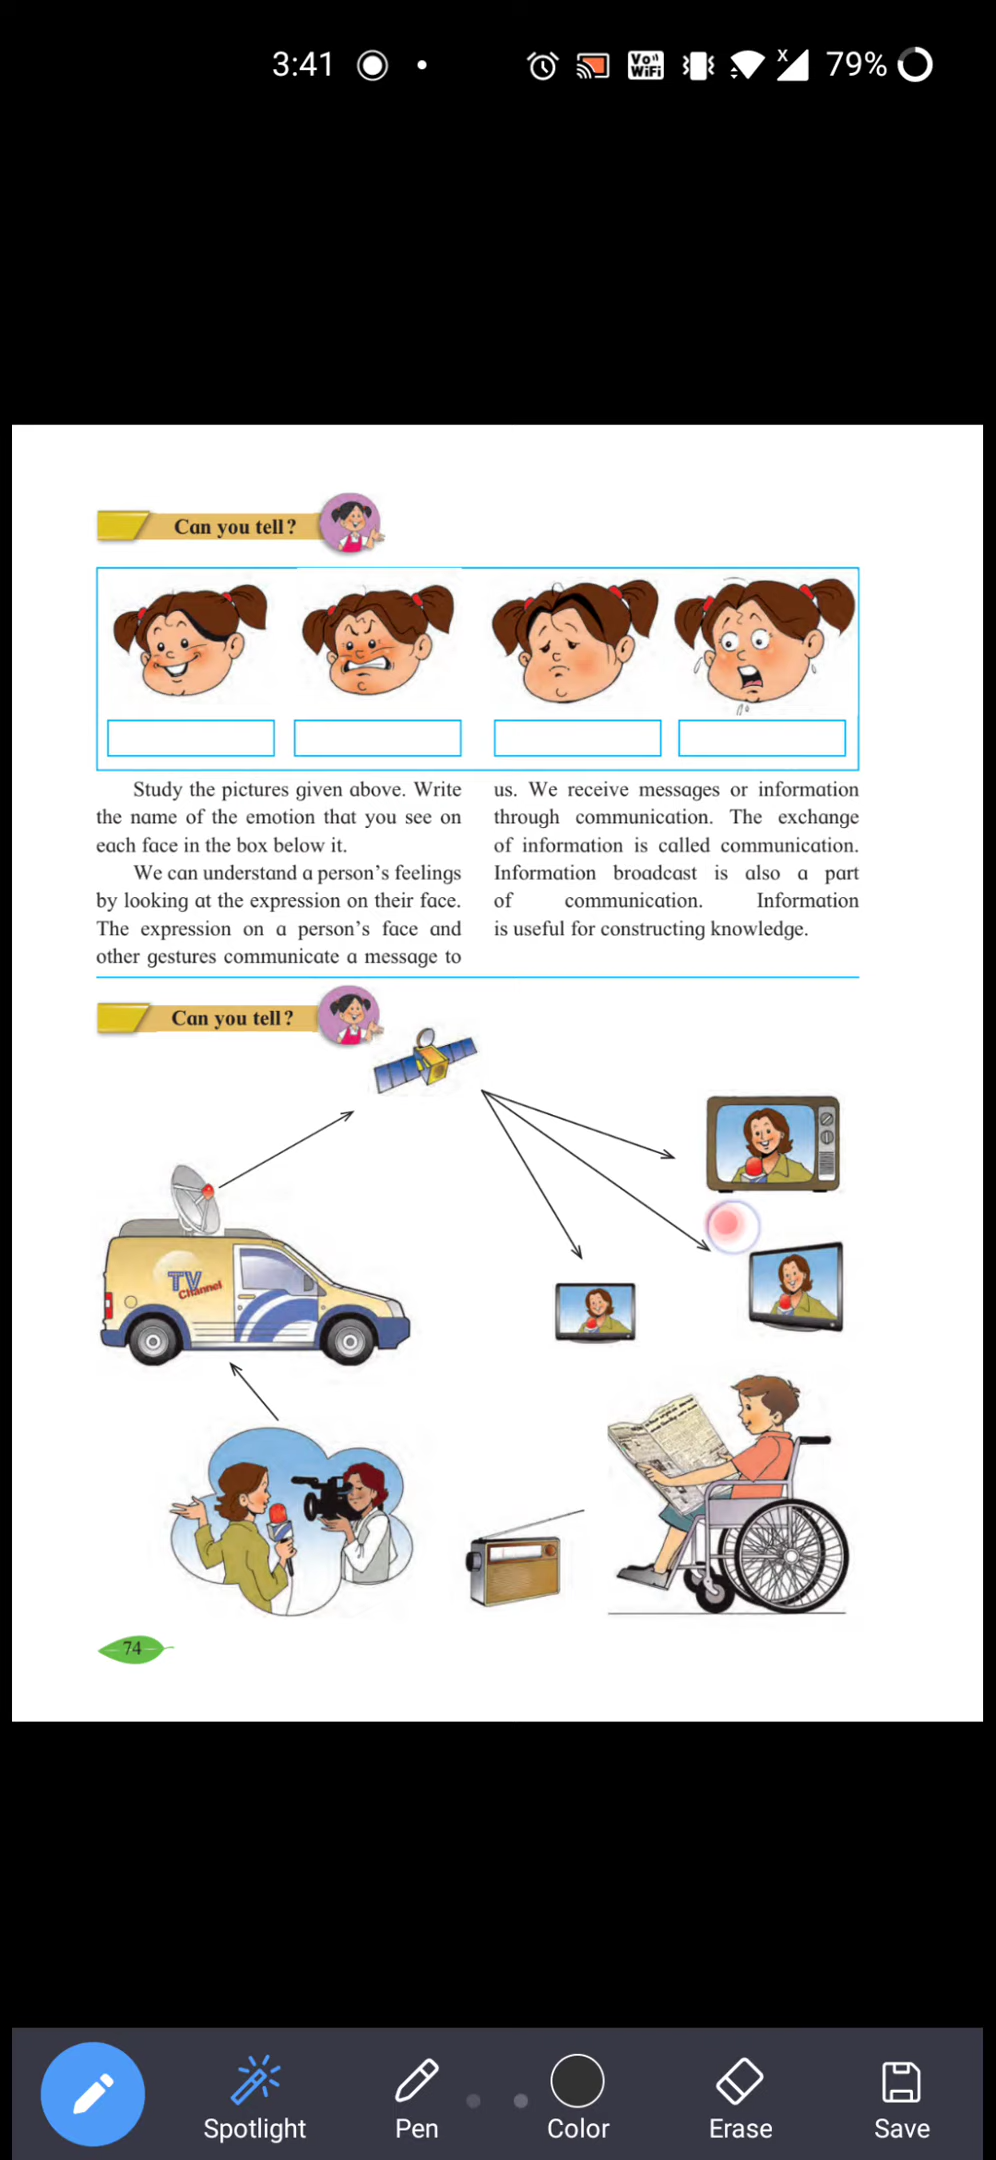 3:41
Vo))
WiFi
X
79%
Can you tell?
Study the pictures given above. Write
the name of the emotion that you see on
each face in the box below it.
We can understand a person's feelings
by looking at the expression on their face.
The expression on a person's face and
other gestures communicate a message to
us. We receive messages or information
through communication. The exchange
of information is called communication.
Information broadcast is also a part
of communication. Information
is useful for constructing knowledge.
Can you tell?
TV
Channel
74
Spotlight
Pen
Color
Erase
Save